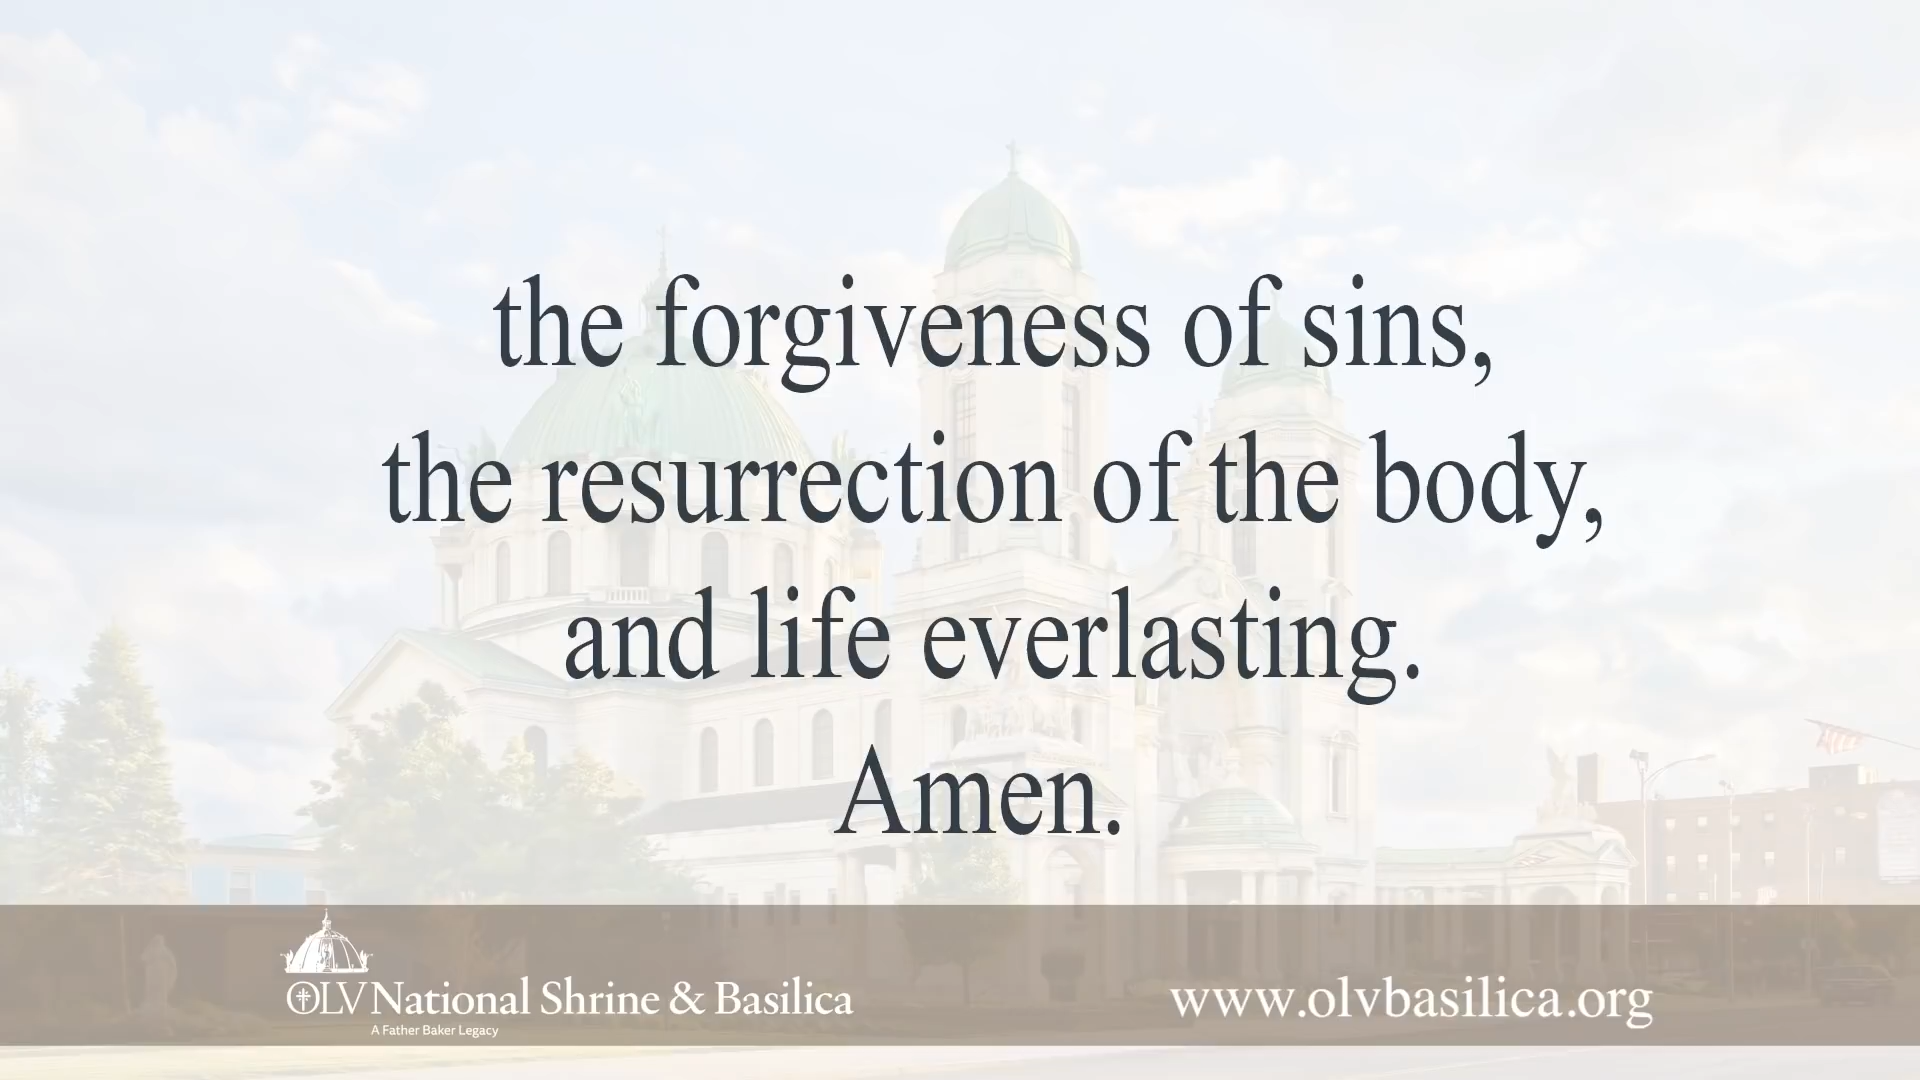 the forgiveness of sins,
the resurrection of the body,
and life everlasting.
Amen.
OLV National Shrine & Basilica
A Father Baker Legacy
www.olvbasilica.org